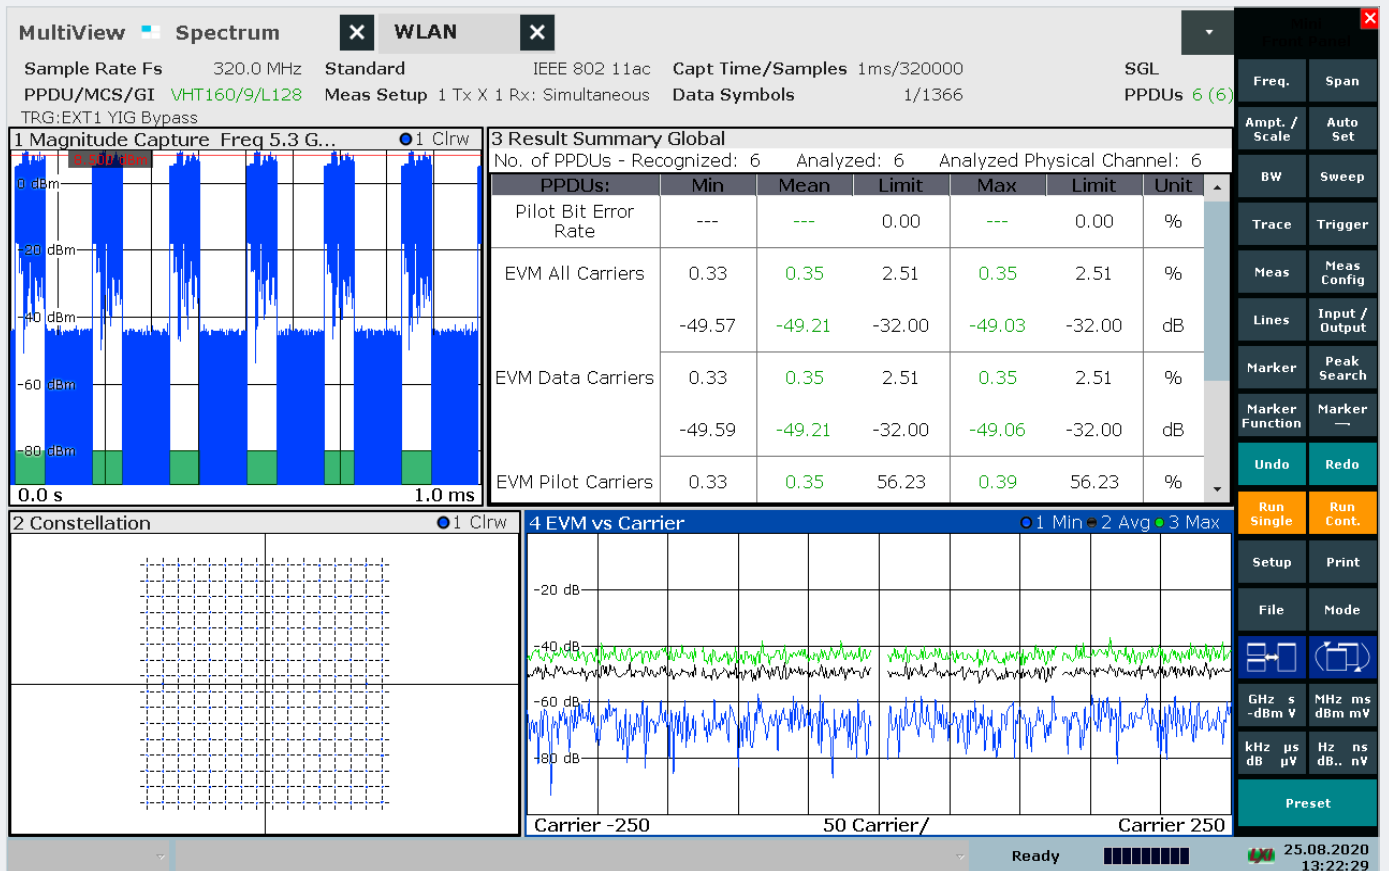 MultiView Spectrum WLAN
Sample Rate Fs 320.0 MHz Standard IEEE 802 11ac Capt Time/Samples 1ms/320000 SGL
PPDU/MCS/GI VHT160/9/L128 Meas Setup 1 Tx X 1 Rx: Simultaneous Data Symbols 1/1366 PPDUs 6 (6)
TRG:EXT1 YIG Bypass
1 Magnitude Capture Freq 5.3 G... 1 Clrw
9.500 dBm
0 dBm
-20 dBm
-40 dBm
-60 dBm
-80 dBm
0.0 s 1.0 ms
3 Result Summary Global
No. of PPDUs - Recognized: 6 Analyzed: 6 Analyzed Physical Channel: 6
PPDUs: Min Mean Limit Max Limit Unit
Pilot Bit Error
Rate --- --- 0.00 --- 0.00 %
EVM All Carriers 0.33 0.35 2.51 0.35 2.51 %
-49.57 -49.21 -32.00 -49.03 -32.00 dB
EVM Data Carriers 0.33 0.35 2.51 0.35 2.51 %
-49.59 -49.21 -32.00 -49.06 -32.00 dB
EVM Pilot Carriers 0.33 0.35 56.23 0.39 56.23 %
2 Constellation 1 Clrw
4 EVM vs Carrier 1 Min 2 Avg 3 Max
-20 dB
-40 dB
-60 dB
-80 dB
Carrier -250 50 Carrier/ Carrier 250
Front Panel
Freq. Span
Ampt. / Auto
Scale Set
BW Sweep
Trace Trigger
Meas Meas
Config
Lines Input /
Output
Marker Peak
Search
Marker Marker
Function →
Undo Redo
Run Run
Single Cont.
Setup Print
File Mode
GHz s MHz ms
-dBm V dBm mV
kHz µs Hz ns
dB µV dB.. nV
Preset
Ready LXI 25.08.2020
13:22:29